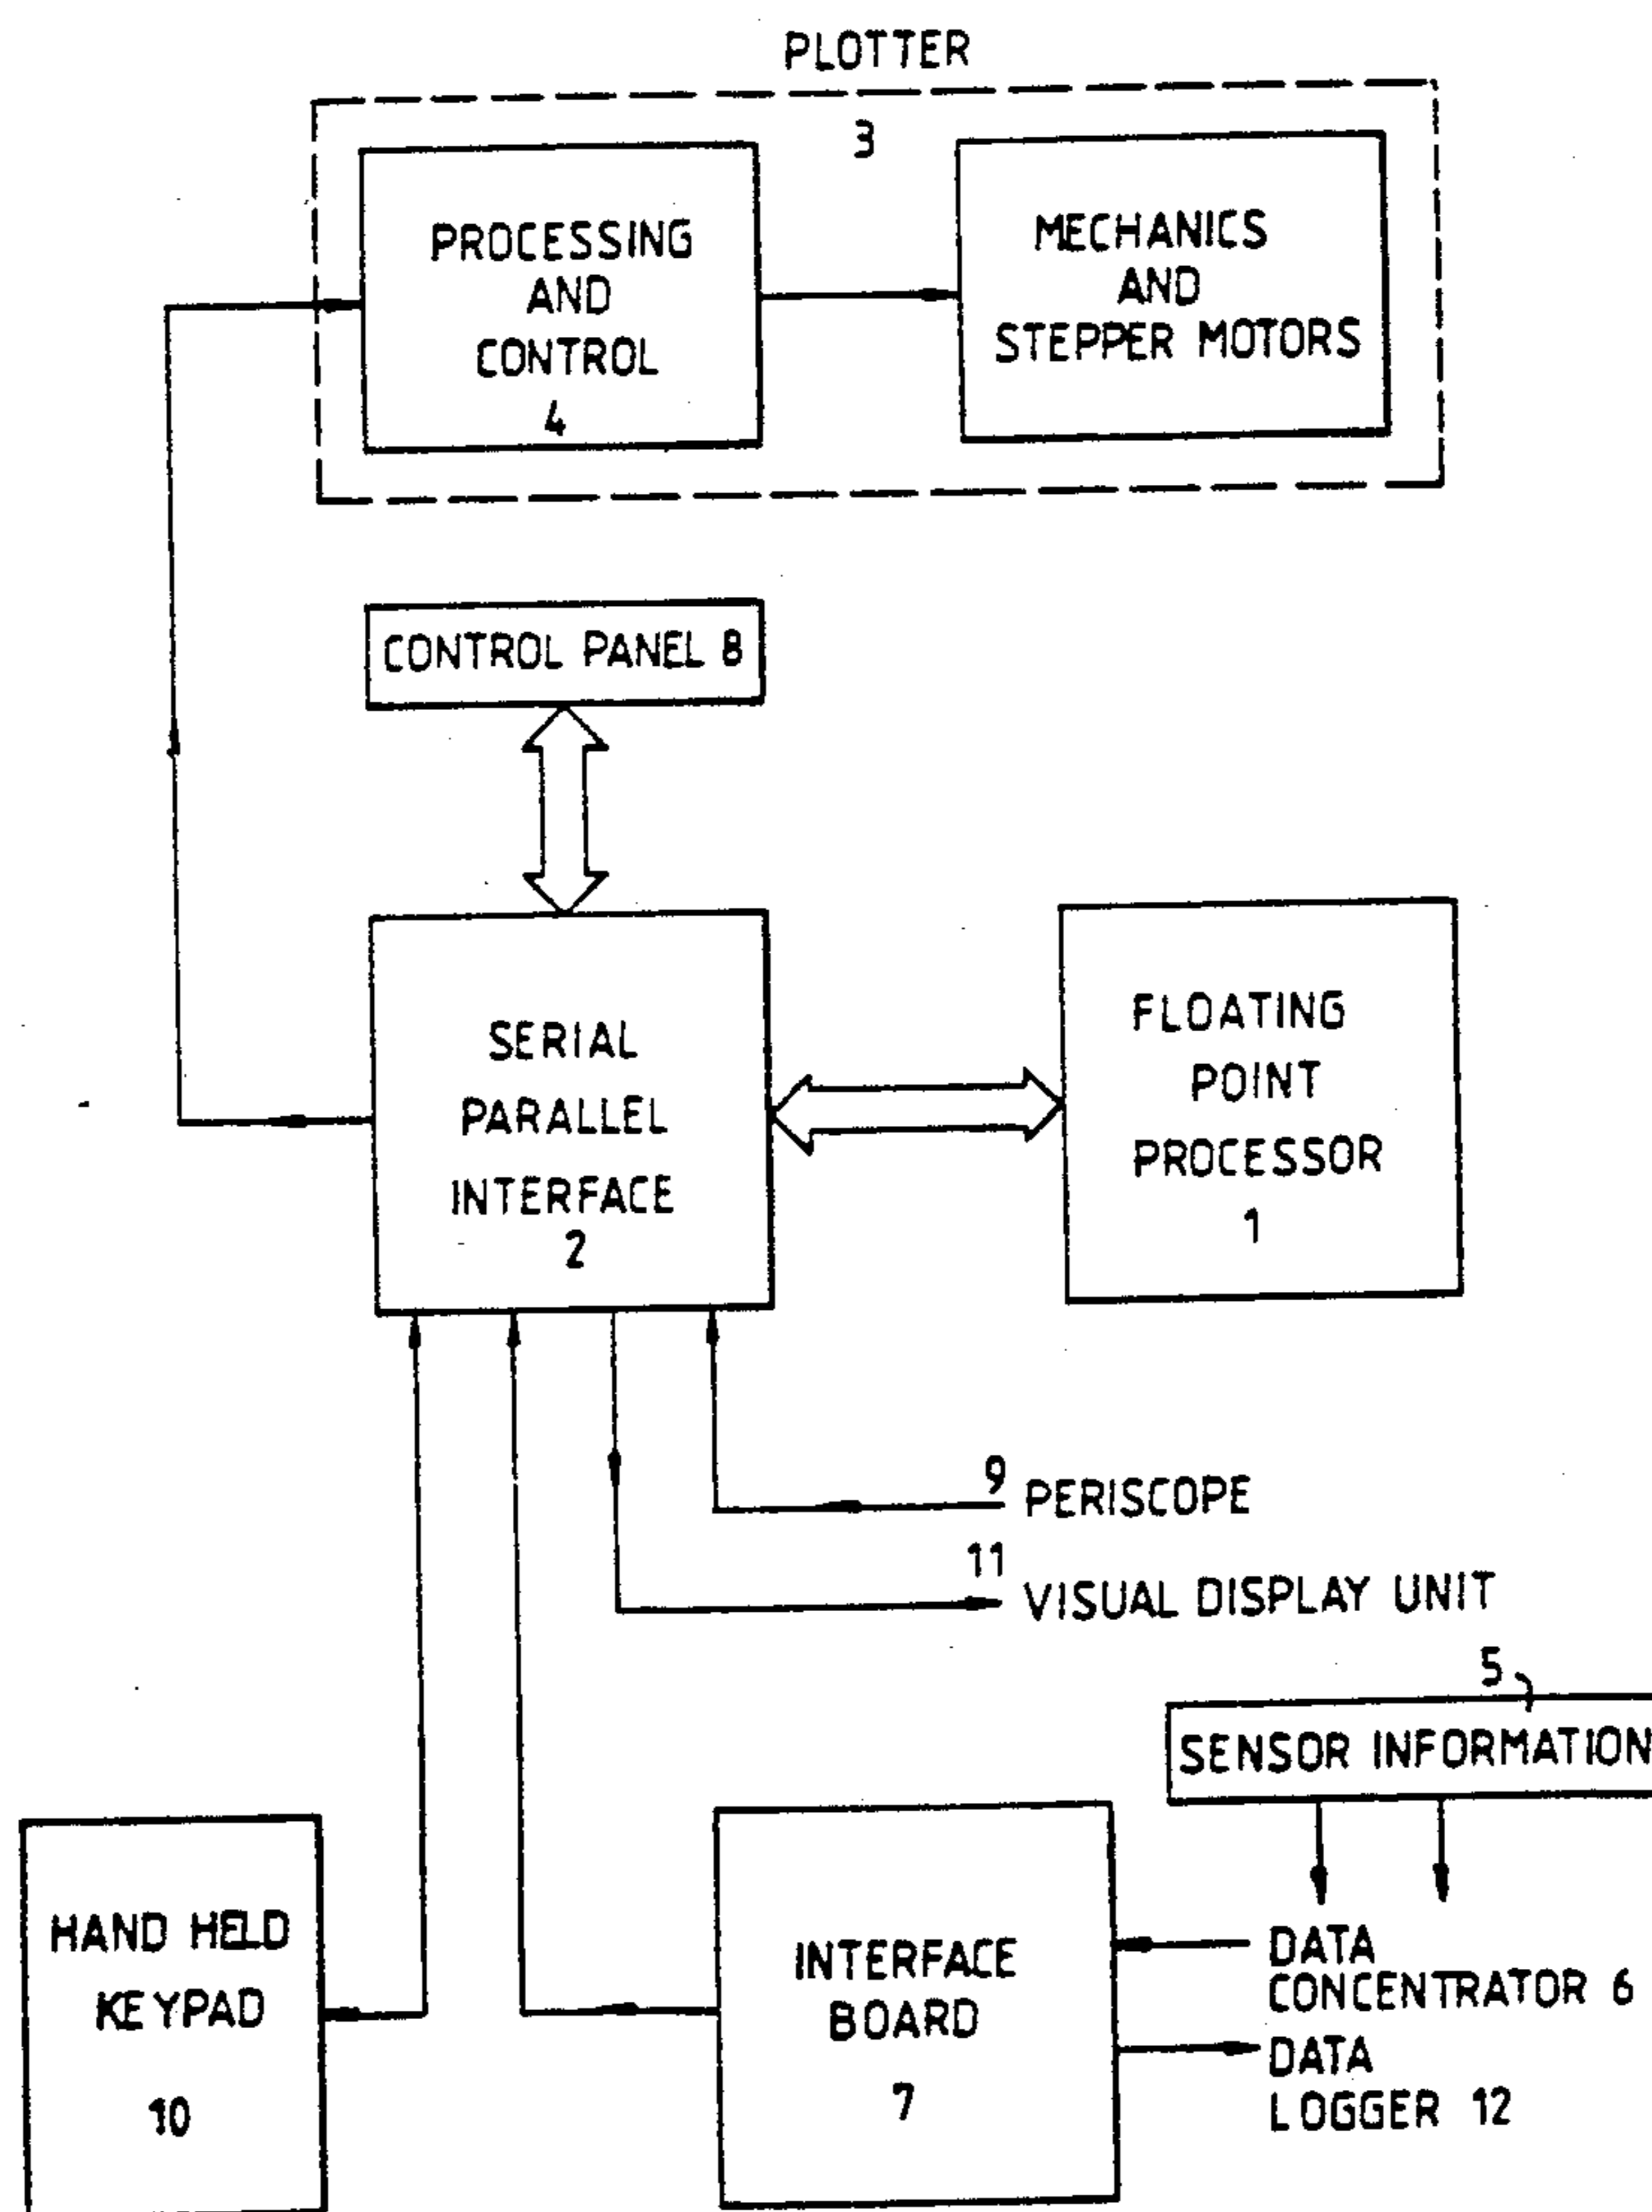 PLOTTER
3
PROCESSING
AND
CONTROL
4
MECHANICS
AND
STEPPER MOTORS
CONTROL PANEL 8
SERIAL
PARALLEL
INTERFACE
2
FLOATING
POINT
PROCESSOR
1
9 PERISCOPE
11 VISUAL DISPLAY UNIT
5
SENSOR INFORMATION
HAND HELD
KEYPAD
10
INTERFACE
BOARD
7
DATA
CONCENTRATOR 6
DATA
LOGGER 12